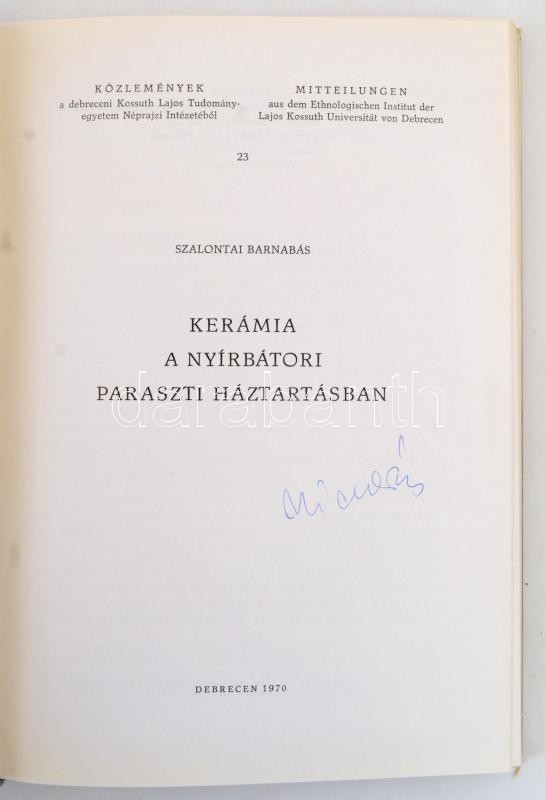 KÖZLEMÉNYEK
a debreceni Kossuth Lajos Tudomány-
egyetem Néprajzi Intézetéből
MITTEILUNGEN
aus dem Ethnologischen Institut der
Lajos Kossuth Universität von Debrecen
23
SZALONTAI BARNABÁS
KERÁMIA
A NYÍRBÁTORI
PARASZTI HÁZTARTÁSBAN
darabanth
DEBRECEN 1970